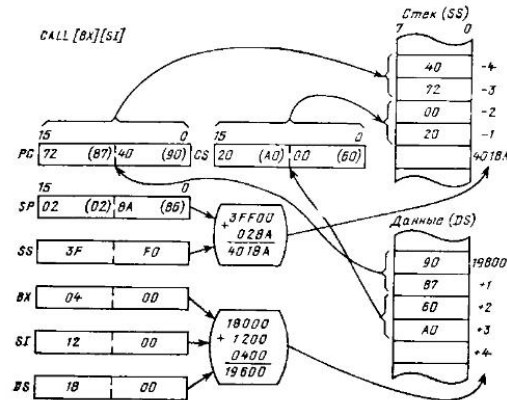 CALL [BX][SI]
Стек (SS)
7 0
40 -4
72 -3
00 -2
20 -1
4018A
15 0 15 0
PC 72 (87) 40 (90) CS 20 (A0) 00 (60)
15 0
SP 02 (02) 8A (86)
SS 3F F0
+3FF00
028A
4018A
Данные (DS)
90 19600
87 +1
60 +2
A0 +3
+4
BX 04 00
SI 12 00
DS 18 00
18000
+ 1200
0400
19600